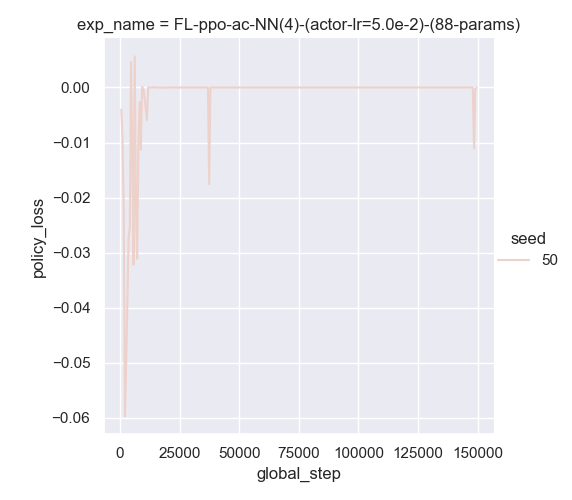 exp_name = FL-ppo-ac-NN(4)-(actor-lr=5.0e-2)-(88-params)
0.00
−0.01
−0.02
−0.03
−0.04
−0.05
−0.06
policy_loss
0 25000 50000 75000 100000 125000 150000
global_step
seed
50